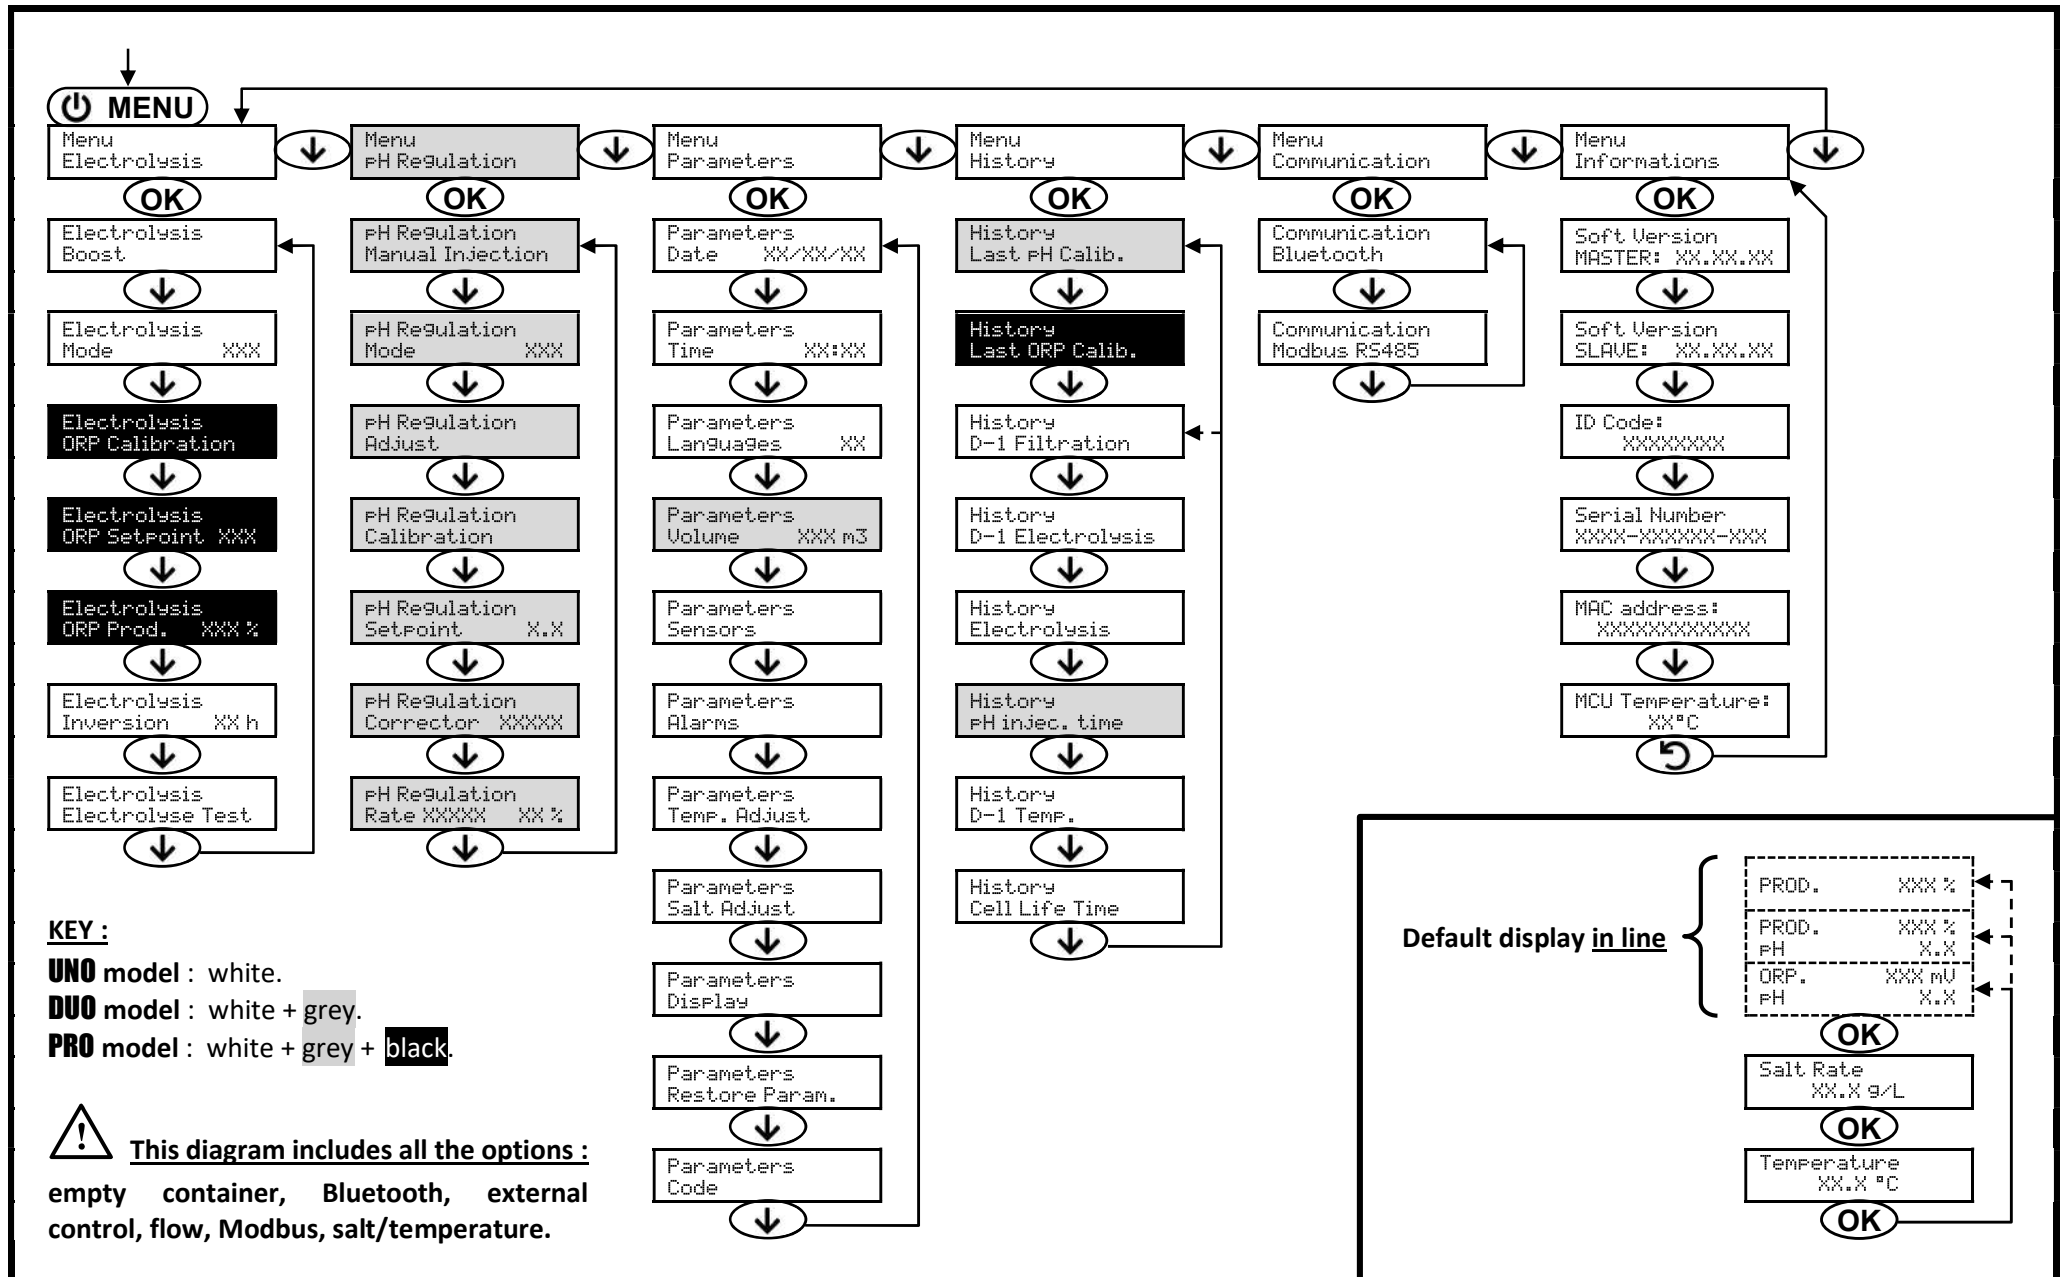 MENU
Menu
Electrolysis
OK
Electrolysis
Boost
Electrolysis
Mode XXX
Electrolysis
ORP Calibration
Electrolysis
ORP Setpoint XXX
Electrolysis
ORP Prod. XXX %
Electrolysis
Inversion XX h
Electrolysis
Electrolyse Test
Menu
pH Regulation
OK
pH Regulation
Manual Injection
pH Regulation
Mode XXX
pH Regulation
Adjust
pH Regulation
Calibration
pH Regulation
Setpoint X.X
pH Regulation
Corrector XXXXX
pH Regulation
Rate XXXXX XX %
Menu
Parameters
OK
Parameters
Date XX/XX/XX
Parameters
Time XX:XX
Parameters
Languages XX
Parameters
Volume XXX m3
Parameters
Sensors
Parameters
Alarms
Parameters
Temp. Adjust
Parameters
Salt Adjust
Parameters
Display
Parameters
Restore Param.
Parameters
Code
Menu
History
OK
History
Last pH Calib.
History
Last ORP Calib.
History
D-1 Filtration
History
D-1 Electrolysis
History
Electrolysis
History
pH injec. time
History
D-1 Temp.
History
Cell Life Time
Menu
Communication
OK
Communication
Bluetooth
Communication
Modbus RS485
Menu
Informations
OK
Soft Version
MASTER: XX.XX.XX
Soft Version
SLAVE: XX.XX.XX
ID Code:
XXXXXXXX
Serial Number
XXXX-XXXXXX-XXX
MAC address:
XXXXXXXXXXXX
MCU Temperature:
XX°C
KEY :
UNO model : white.
DUO model : white + grey.
PRO model : white + grey + black.
This diagram includes all the options :
empty container, Bluetooth, external
control, flow, Modbus, salt/temperature.
Default display in line
PROD. XXX %
PROD. XXX %
pH X.X
ORP. XXX mV
pH X.X
OK
Salt Rate
XX.X g/L
OK
Temperature
XX.X °C
OK